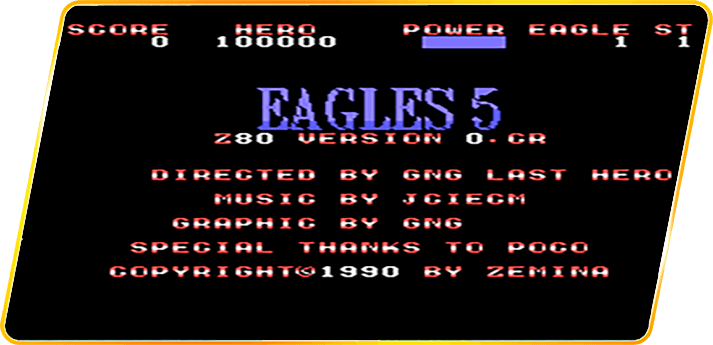 SCORE HERO POWER EAGLE ST
0 100000 1 1
EAGLES 5
Z80 VERSION 0.GR
DIRECTED BY GNG LAST HERO
MUSIC BY JCIECM
GRAPHIC BY GNG
SPECIAL THANKS TO POCO
COPYRIGHT©1990 BY ZEMINA